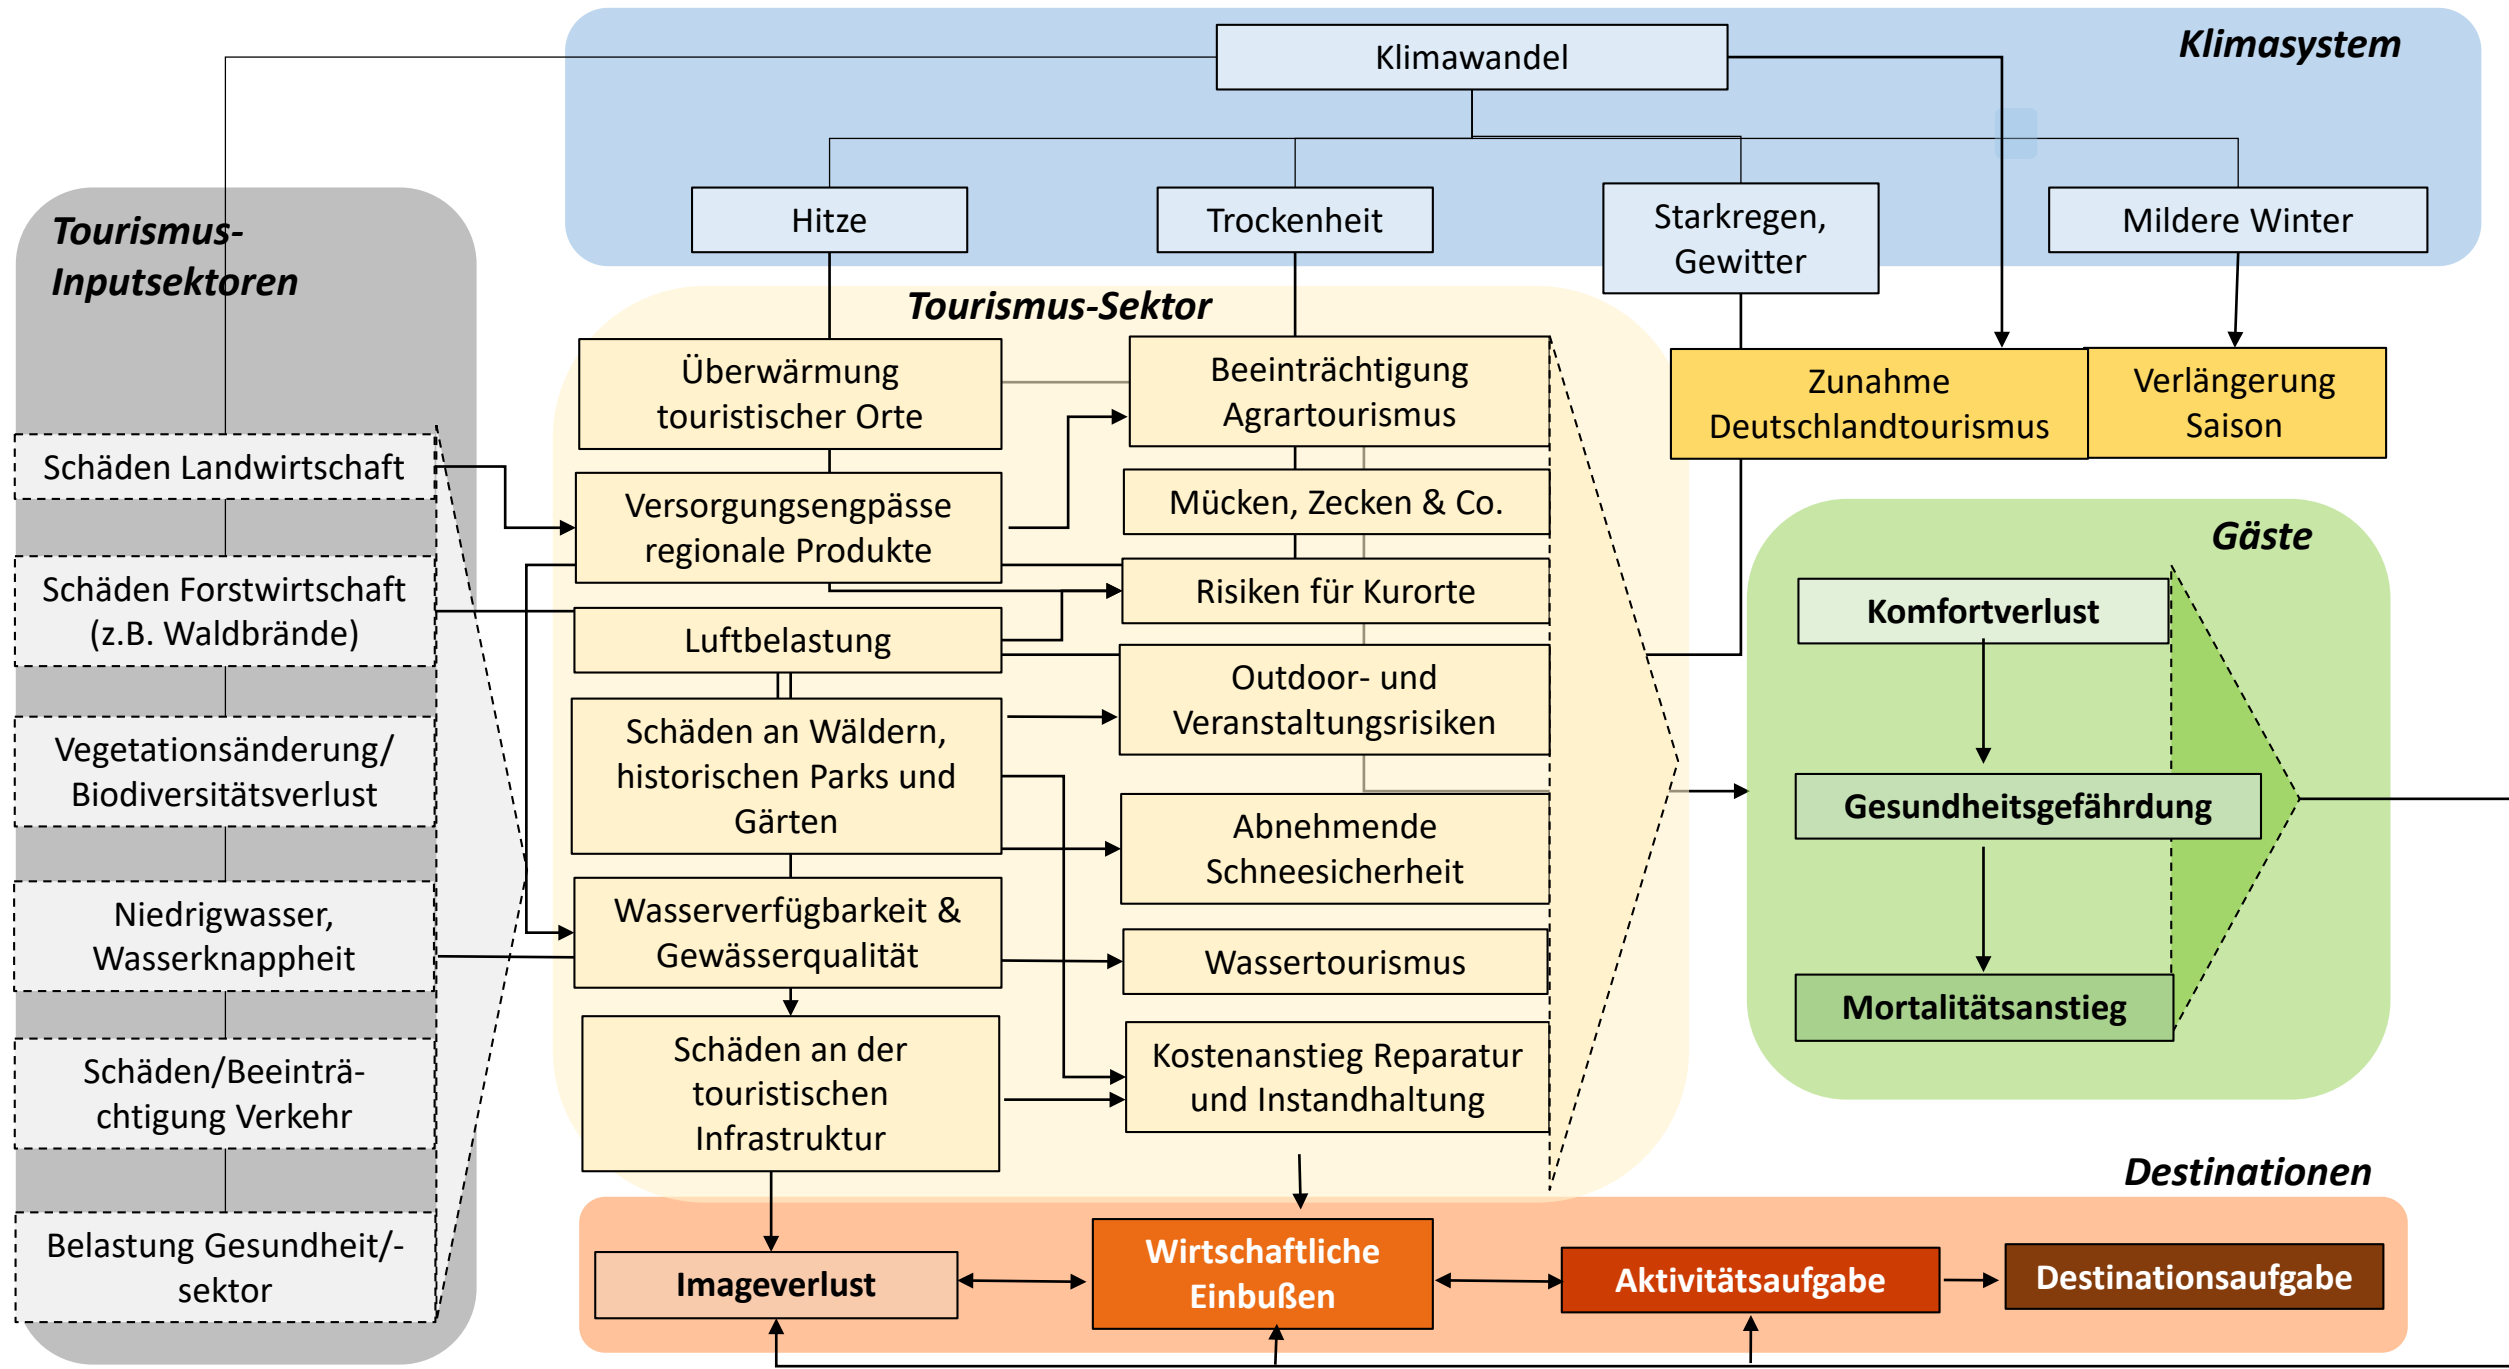 Klimasystem
Klimawandel
Hitze
Trockenheit
Starkregen,
Gewitter
Mildere Winter
Tourismus-
Inputsektoren
Schäden Landwirtschaft
Schäden Forstwirtschaft
(z.B. Waldbrände)
Vegetationsänderung/
Biodiversitätsverlust
Niedrigwasser,
Wasserknappheit
Schäden/Beeinträ-
chtigung Verkehr
Belastung Gesundheit/-
sektor
Tourismus-Sektor
Überwärmung
touristischer Orte
Versorgungsengpässe
regionale Produkte
Luftbelastung
Schäden an Wäldern,
historischen Parks und
Gärten
Wasserverfügbarkeit &
Gewässerqualität
Schäden an der
touristischen
Infrastruktur
Beeinträchtigung
Agrartourismus
Mücken, Zecken & Co.
Risiken für Kurorte
Outdoor- und
Veranstaltungsrisiken
Abnehmende
Schneesicherheit
Wassertourismus
Kostenanstieg Reparatur
und Instandhaltung
Zunahme
Deutschlandtourismus
Verlängerung
Saison
Gäste
Komfortverlust
Gesundheitsgefährdung
Mortalitätsanstieg
Destinationen
Imageverlust
Wirtschaftliche
Einbußen
Aktivitätsaufgabe
Destinationsaufgabe